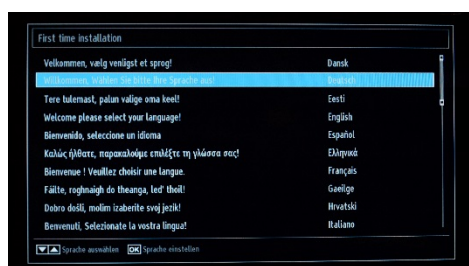 First time installation
Velkommen, vælg venligst et sprog! Dansk
Willkommen, Wählen Sie bitte Ihre Sprache aus! Deutsch
Tere tulemast, palun valige oma keel! Eesti
Welcome please select your language! English
Bienvenido, seleccione un idioma Español
Καλώς ήλθατε, παρακαλούμε επιλέξτε τη γλώσσα σας! Ελληνικά
Bienvenue ! Veuillez choisir une langue. Français
Fáilte, roghnaigh do theanga, led' thoil! Gaeilge
Dobro došli, molim izaberite svoj jezik! Hrvatski
Benvenuti, Selezionate la vostra lingua! Italiano
Sprache auswählen OK Sprache einstellen